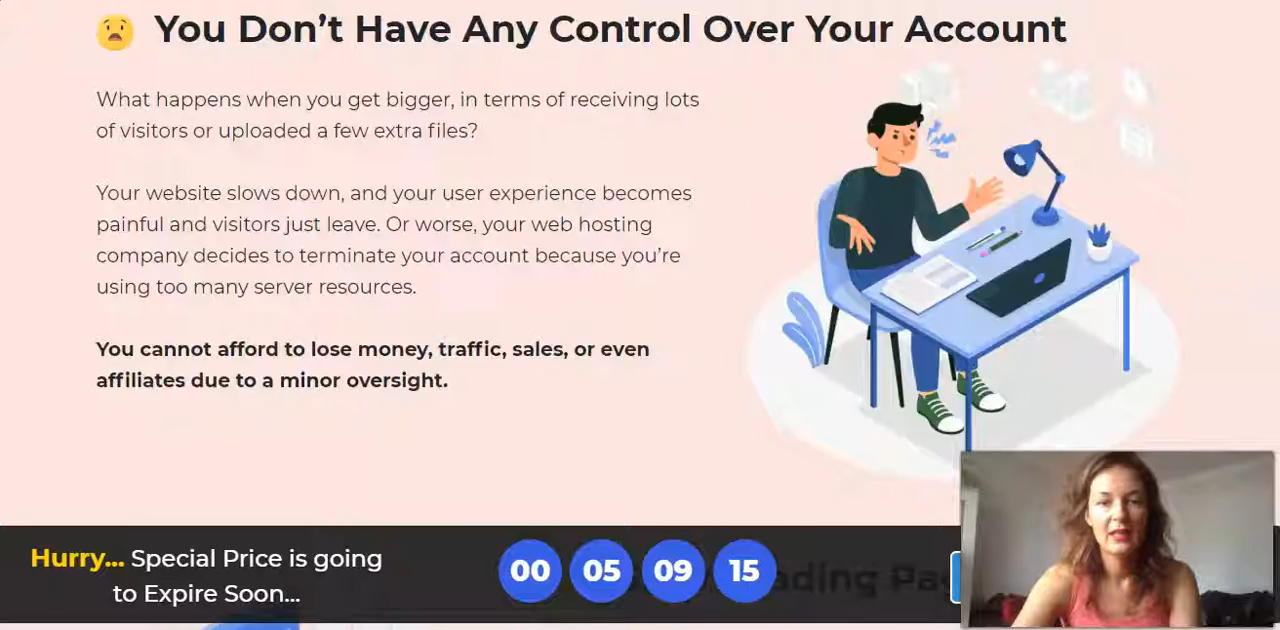 You Don't Have Any Control Over Your Account
What happens when you get bigger, in terms of receiving lots
of visitors or uploaded a few extra files?
Your website slows down, and your user experience becomes
painful and visitors just leave. Or worse, your web hosting
company decides to terminate your account because you're
using too many server resources.
You cannot afford to lose money, traffic, sales, or even
affiliates due to a minor oversight.
Hurry... Special Price is going
to Expire Soon...
00 05 09 15